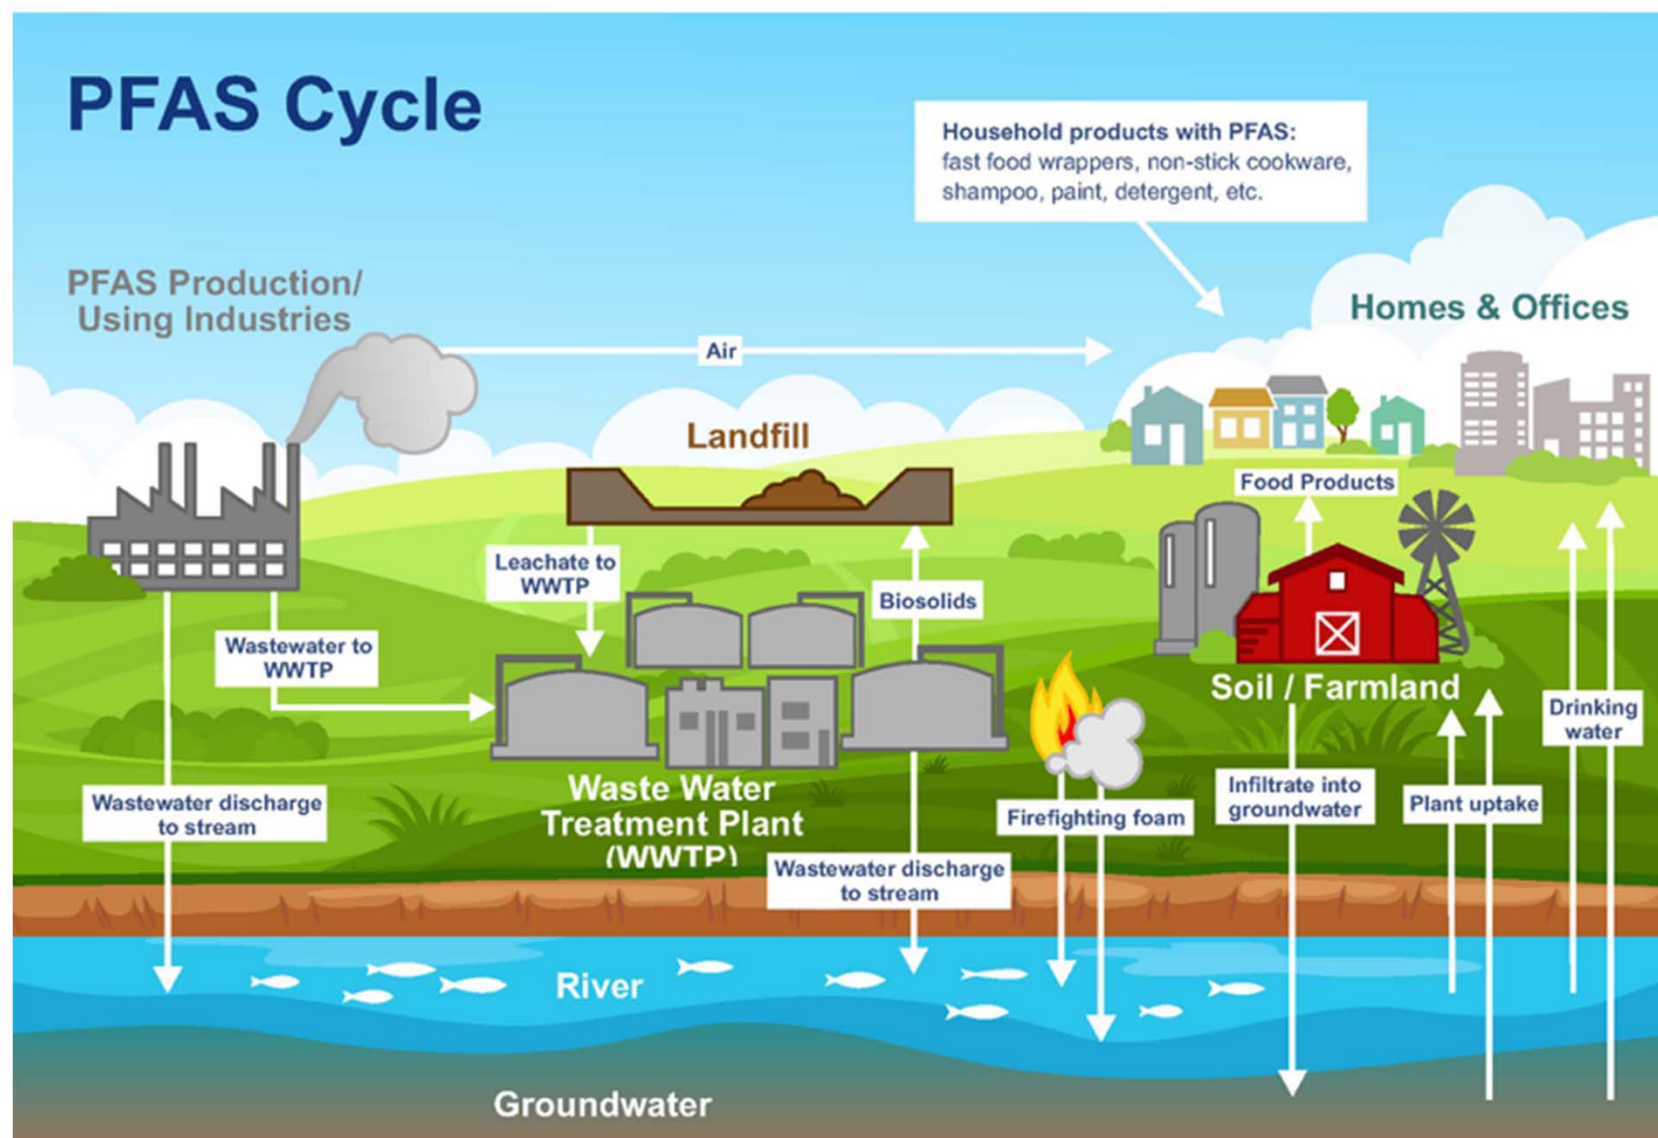 PFAS Cycle
Household products with PFAS:
fast food wrappers, non-stick cookware,
shampoo, paint, detergent, etc.
PFAS Production/
Using Industries
Homes & Offices
Air
Landfill
Food Products
Leachate to
WWTP
Biosolids
Wastewater to
WWTP
Soil / Farmland
Drinking
water
Wastewater discharge
to stream
Waste Water
Treatment Plant
(WWTP)
Firefighting foam
Infiltrate into
groundwater
Plant uptake
Wastewater discharge
to stream
River
Groundwater